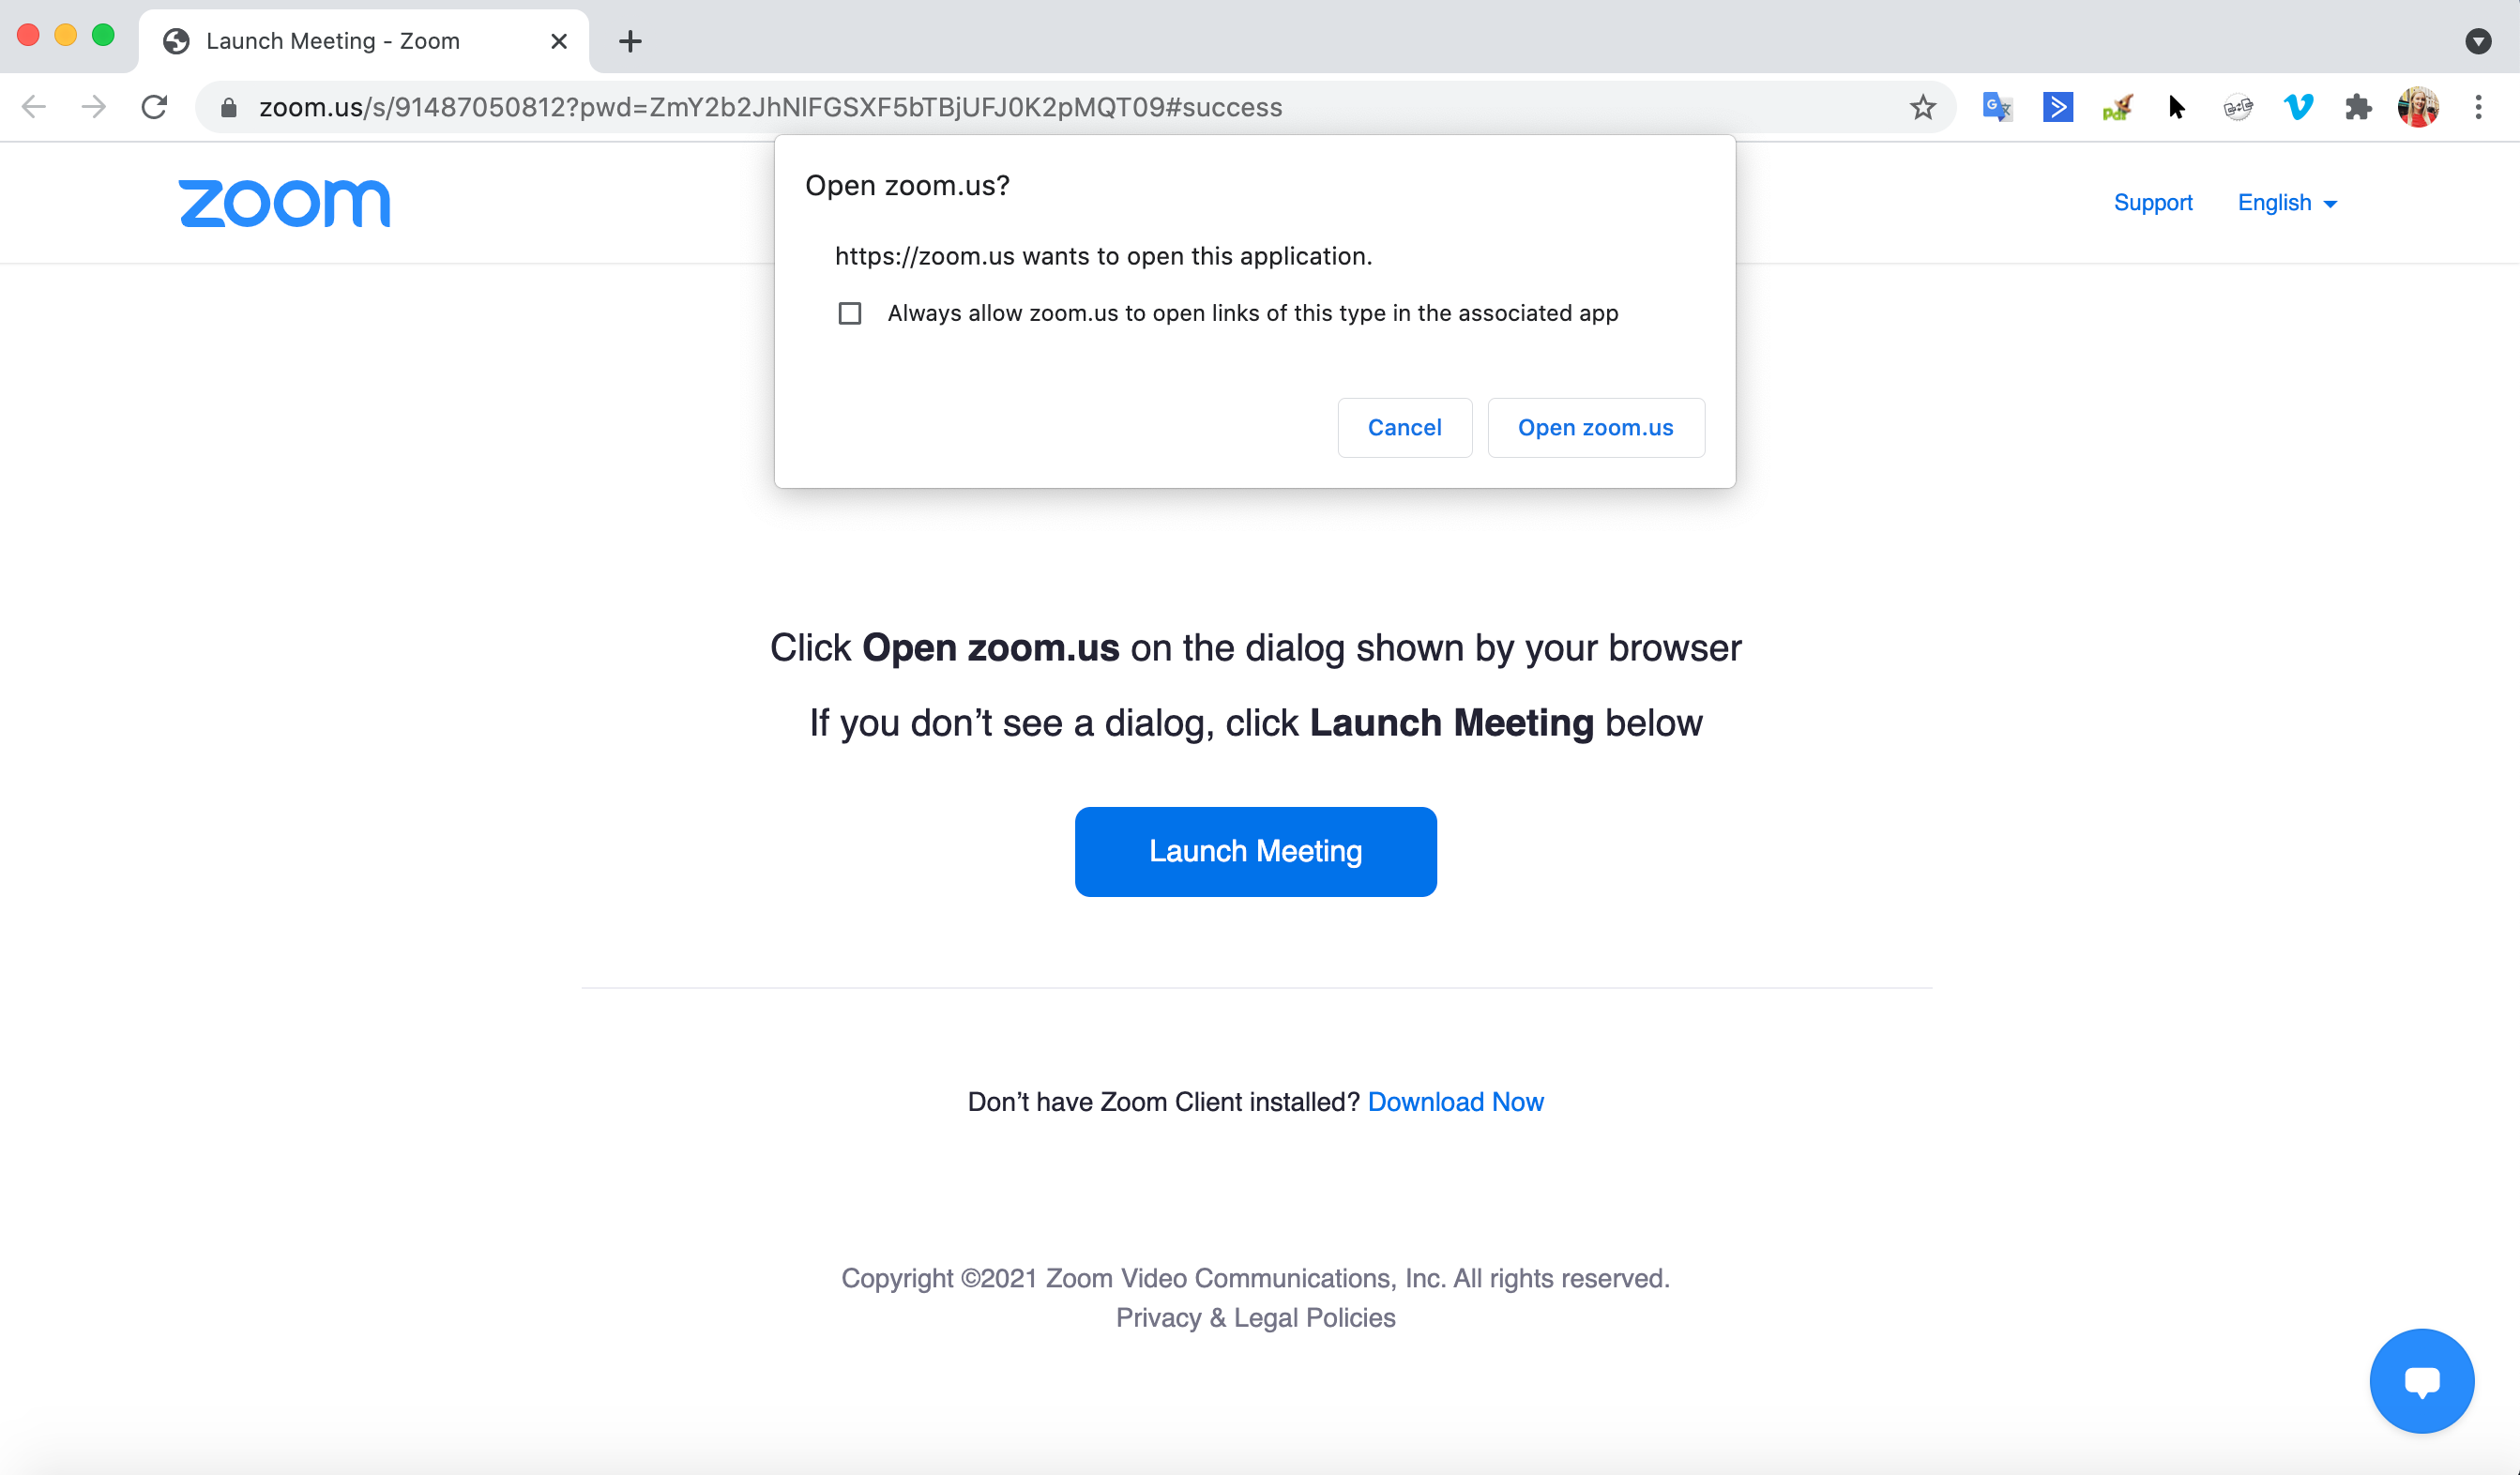 Launch Meeting - Zoom
zoom.us/s/91487050812?pwd=ZmY2b2JhNlFGSXF5bTBjUFJ0K2pMQT09#success
zoom
Support English
Open zoom.us?
https://zoom.us wants to open this application.
Always allow zoom.us to open links of this type in the associated app
Cancel Open zoom.us
Click Open zoom.us on the dialog shown by your browser
If you don’t see a dialog, click Launch Meeting below
Launch Meeting
Don’t have Zoom Client installed? Download Now
Copyright ©2021 Zoom Video Communications, Inc. All rights reserved.
Privacy & Legal Policies